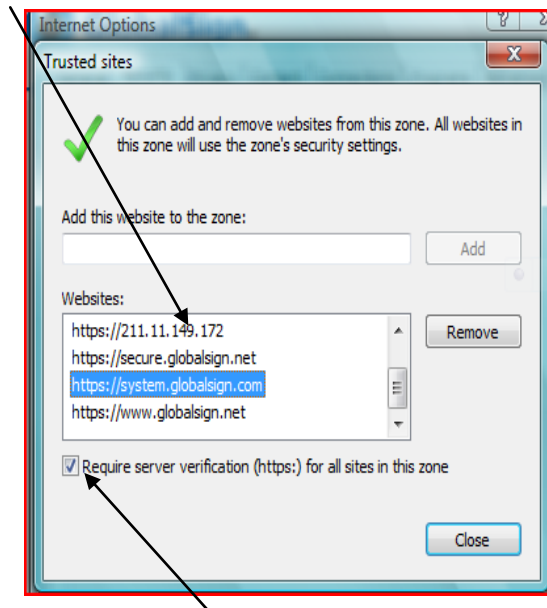 Internet Options
Trusted sites
You can add and remove websites from this zone. All websites in
this zone will use the zone's security settings.
Add this website to the zone:
Add
Websites:
https://211.11.149.172
Remove
https://secure.globalsign.net
https://system.globalsign.com
https://www.globalsign.net
Require server verification (https:) for all sites in this zone
Close